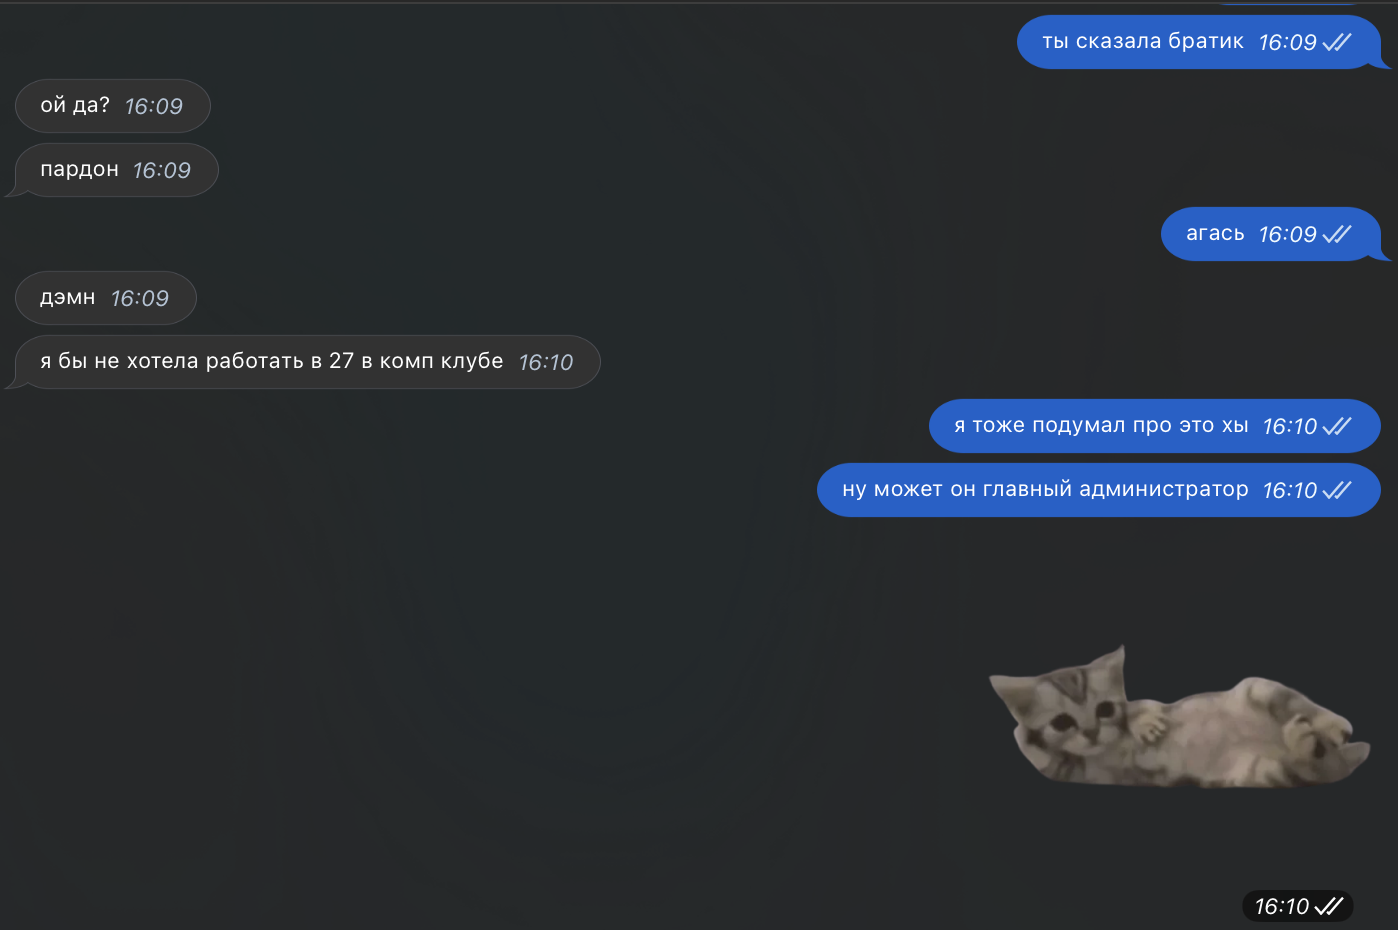 ты сказала братик 16:09
ой да? 16:09
пардон 16:09
агась 16:09
дэмн 16:09
я бы не хотела работать в 27 в комп клубе 16:10
я тоже подумал про это хы 16:10
ну может он главный администратор 16:10
16:10